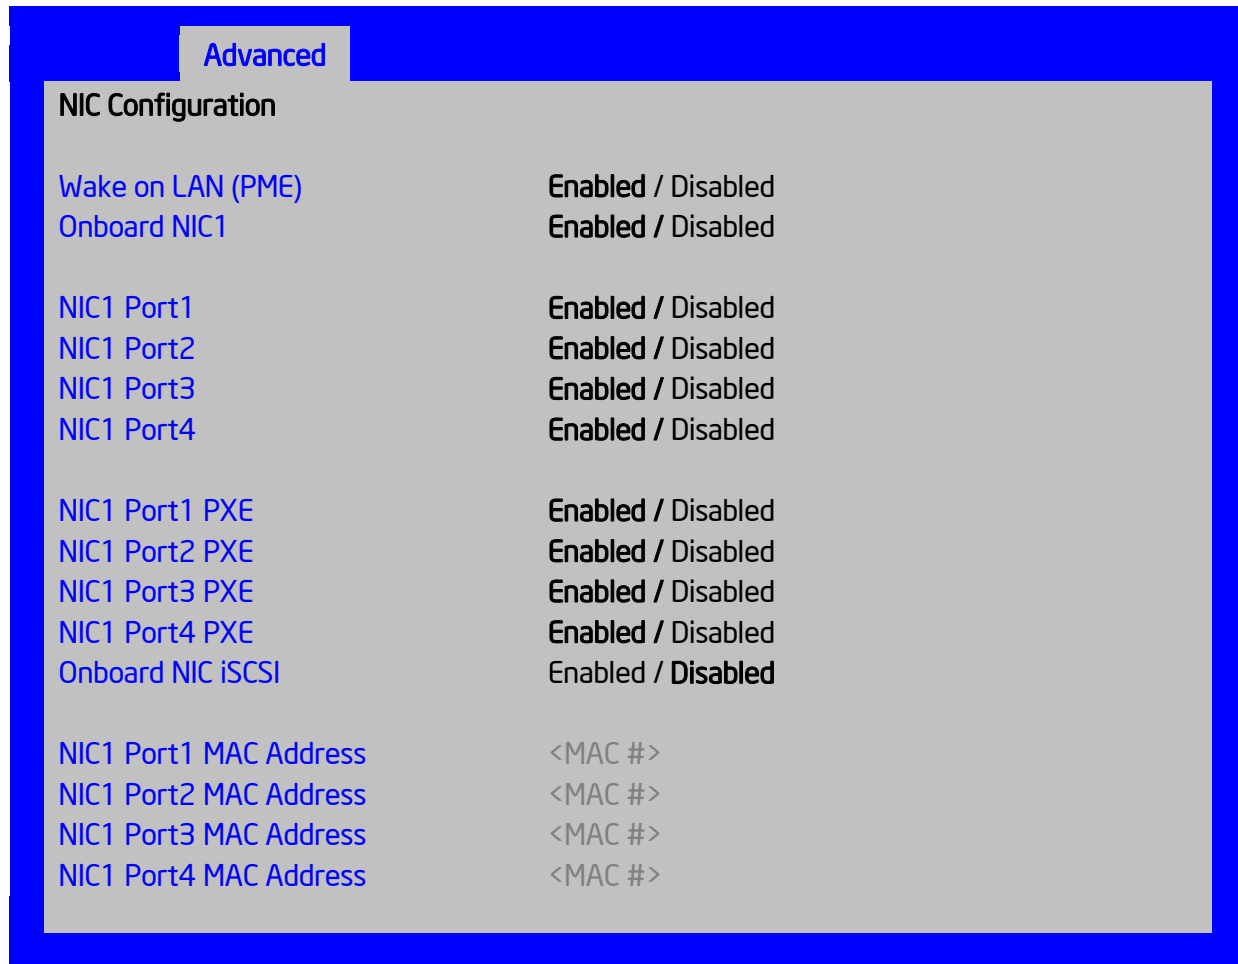 Advanced
NIC Configuration
Wake on LAN (PME) Enabled / Disabled
Onboard NIC1 Enabled / Disabled
NIC1 Port1 Enabled / Disabled
NIC1 Port2 Enabled / Disabled
NIC1 Port3 Enabled / Disabled
NIC1 Port4 Enabled / Disabled
NIC1 Port1 PXE Enabled / Disabled
NIC1 Port2 PXE Enabled / Disabled
NIC1 Port3 PXE Enabled / Disabled
NIC1 Port4 PXE Enabled / Disabled
Onboard NIC iSCSI Enabled / Disabled
NIC1 Port1 MAC Address <MAC #>
NIC1 Port2 MAC Address <MAC #>
NIC1 Port3 MAC Address <MAC #>
NIC1 Port4 MAC Address <MAC #>